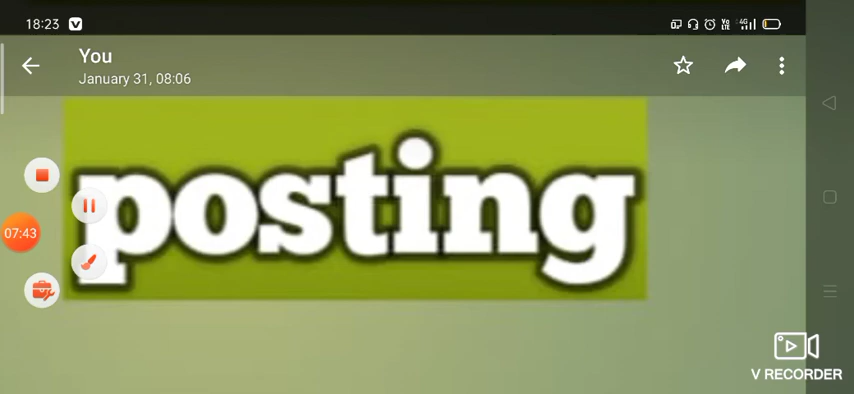 18:23
You
January 31, 08:06
posting
07:43
V RECORDER